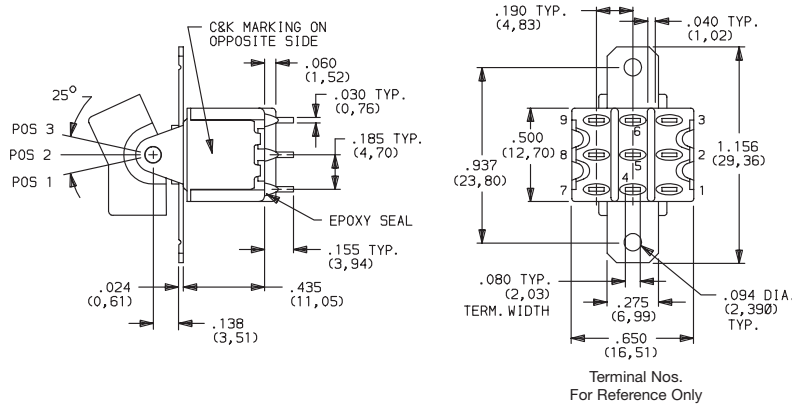 C&K MARKING ON
OPPOSITE SIDE
.060
(1,52)
.030 TYP.
(0,76)
25°
POS 3
POS 2
POS 1
.185 TYP.
(4,70)
EPOXY SEAL
.155 TYP.
(3,94)
.024
(0,61)
.435
(11,05)
.138
(3,51)
.190 TYP.
(4,83)
.040 TYP.
(1,02)
9
6
3
8
5
2
7
4
1
.500
(12,70)
.937
(23,80)
1.156
(29,36)
.080 TYP.
(2,03)
TERM. WIDTH
.275
(6,99)
.094 DIA.
(2,390)
TYP.
.650
(16,51)
Terminal Nos.
For Reference Only